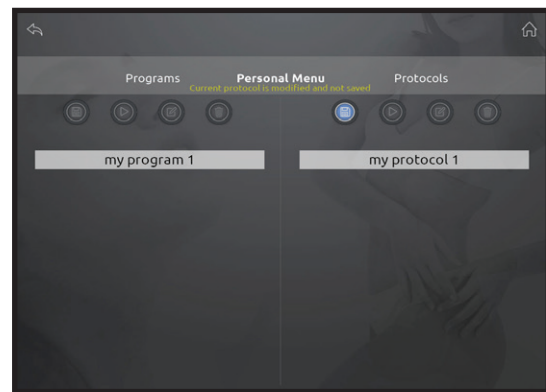 Programs Personal Menu Protocols
Current protocol is modified and not saved
my program 1 my protocol 1